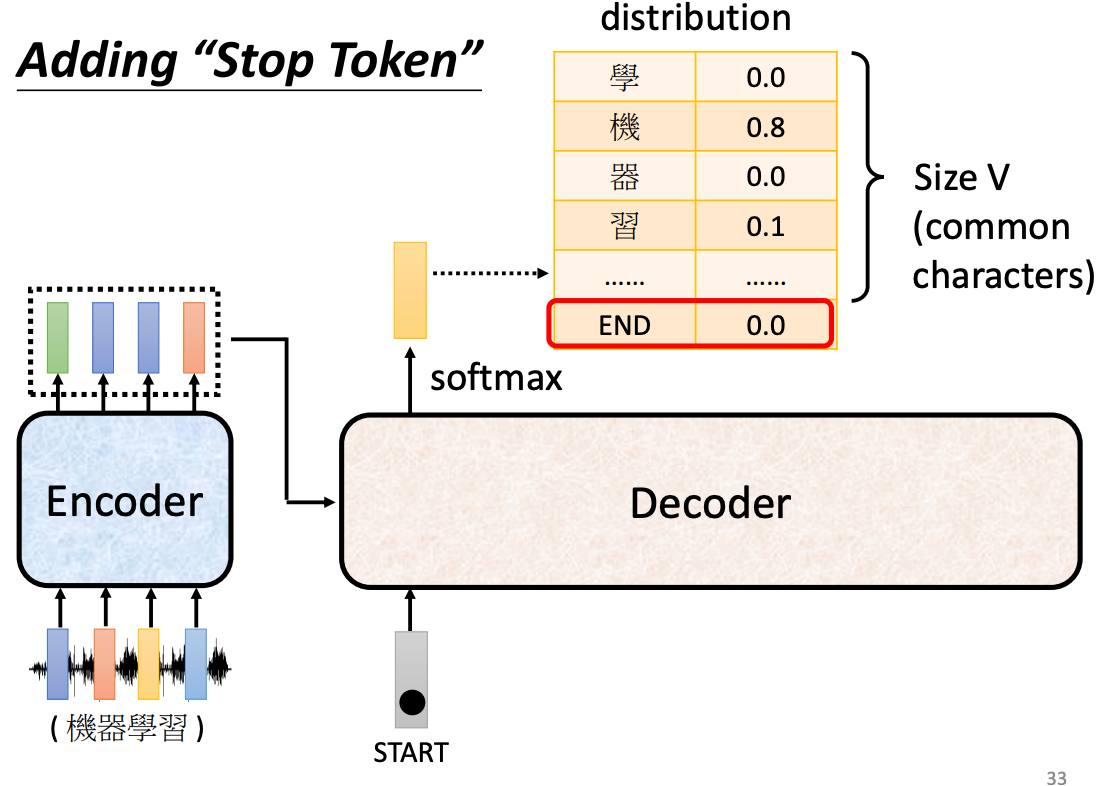 Adding “Stop Token”
distribution
學 0.0
機 0.8
器 0.0
習 0.1
…… ……
END 0.0
Size V
(common
characters)
softmax
Encoder
Decoder
( 機器學習 )
START
33